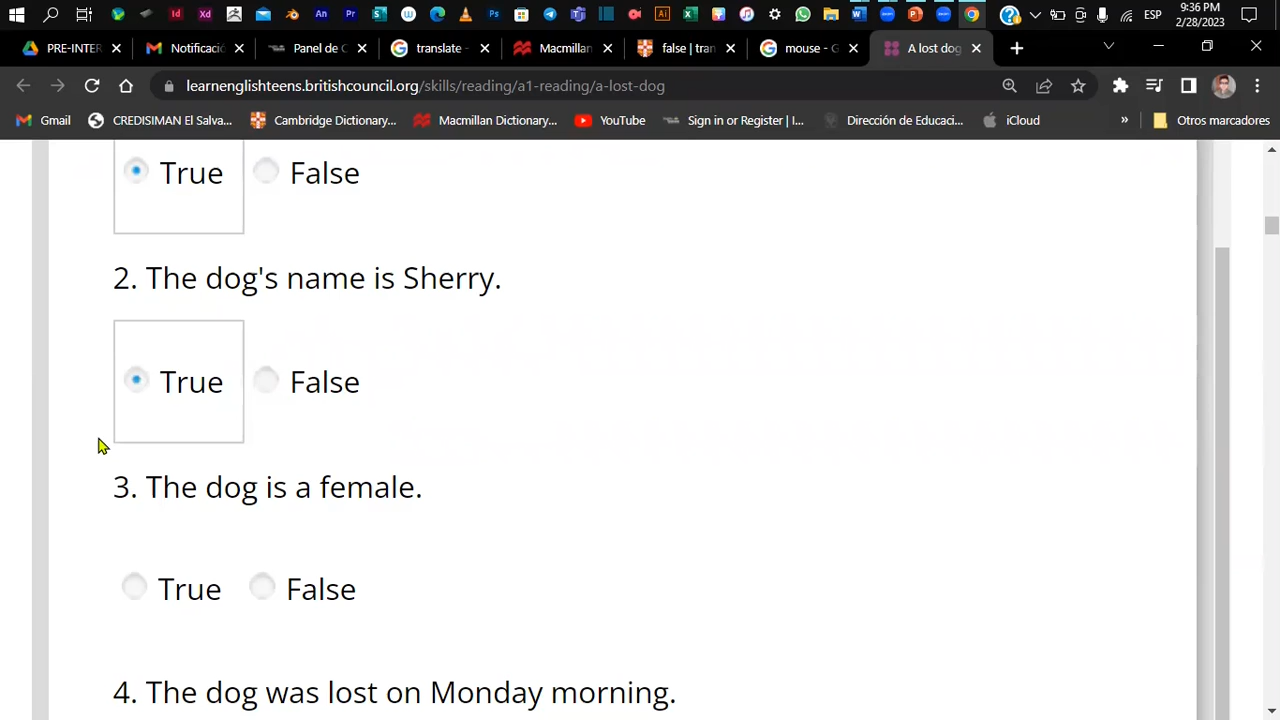 9:36 PM
ESP
2/28/2023
PRE-INTER
Notificació
Panel de C
translate -
Macmillan
false | tran
mouse - G
A lost dog
learnenglishteens.britishcouncil.org/skills/reading/a1-reading/a-lost-dog
Gmail
CREDISIMAN El Salva...
Cambridge Dictionary...
Macmillan Dictionary,...
YouTube
Sign in or Register | I...
Dirección de Educaci...
iCloud
»
Otros marcadores
True False
2. The dog's name is Sherry.
True False
3. The dog is a female.
True False
4. The dog was lost on Monday morning.